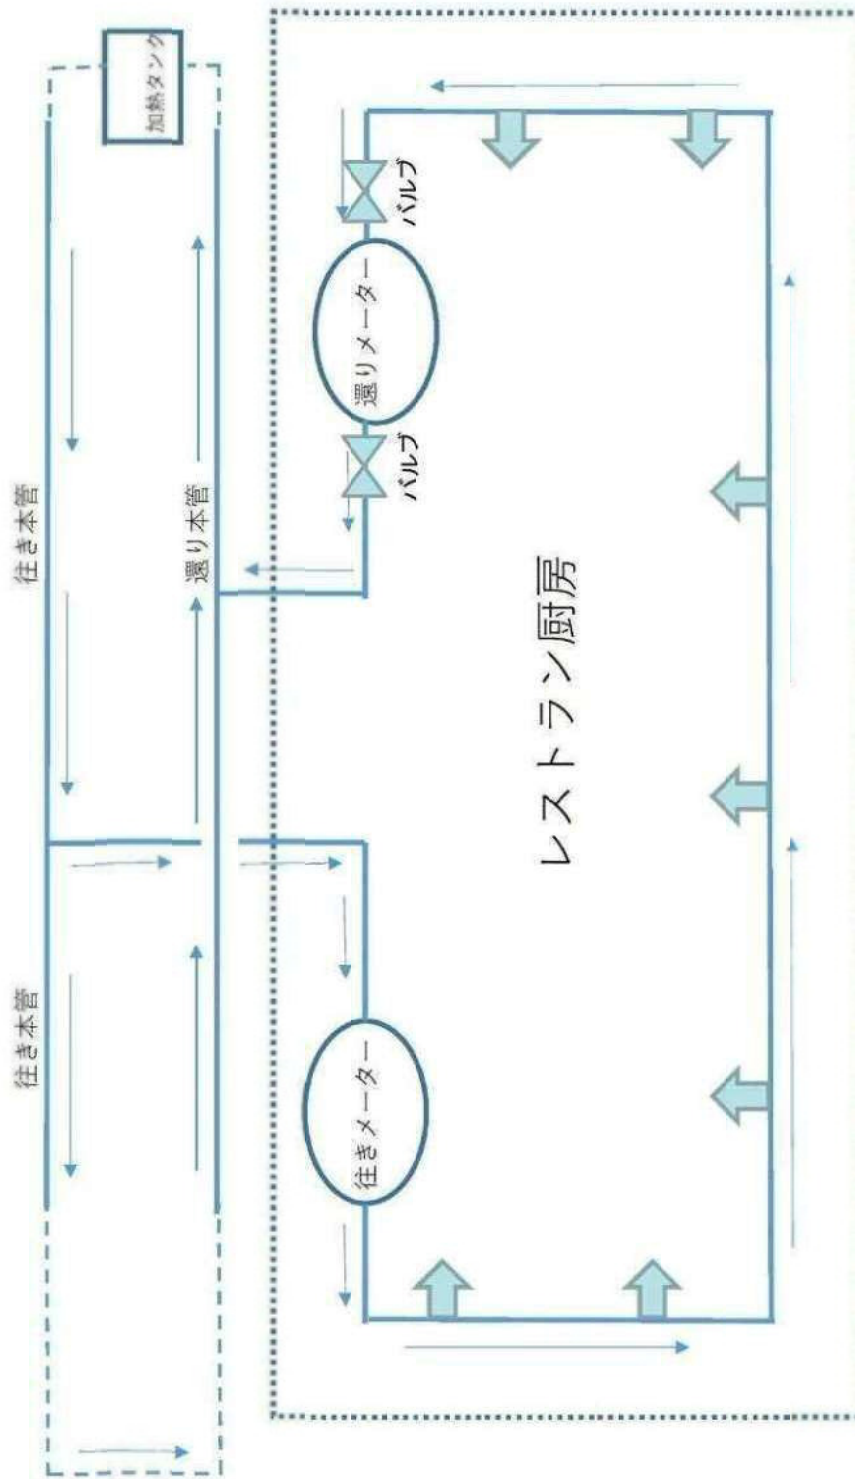 加熱タンク
往き本管
還り本管
往き本管
バルブ
還りメーター
バルブ
レストラン厨房
往きメーター